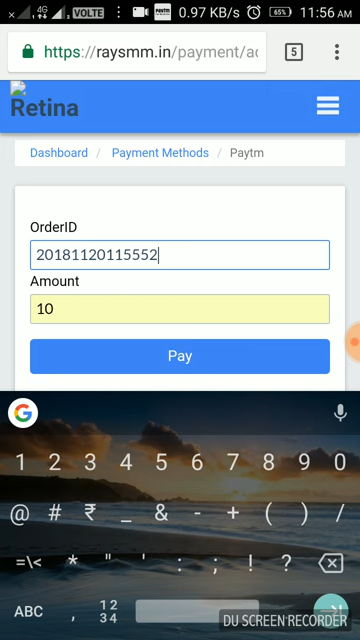 4G VOLTE 0.97 KB/s 65% 11:56 AM
https://raysmm.in/payment/ac 5
Retina
Dashboard / Payment Methods / Paytm
OrderID
20181120115552
Amount
10
Pay
1 2 3 4 5 6 7 8 9 0
@ # ₹ _ & - + ( ) /
=\< * " ' : ; ! ? 
ABC , 12 34
DU SCREEN RECORDER